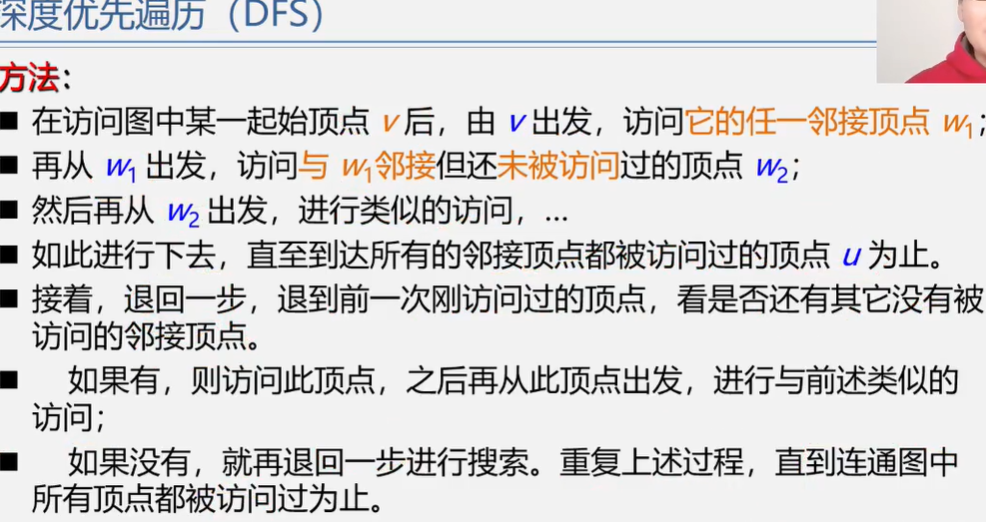 深度优先遍历（DFS）
方法：
■ 在访问图中某一起始顶点 v 后，由 v 出发，访问它的任一邻接顶点 w₁；
■ 再从 w₁ 出发，访问与 w₁邻接但还未被访问过的顶点 w₂；
■ 然后再从 w₂ 出发，进行类似的访问，…
■ 如此进行下去，直至到达所有的邻接顶点都被访问过的顶点 u 为止。
■ 接着，退回一步，退到前一次刚访问过的顶点，看是否还有其它没有被
访问的邻接顶点。
■ 如果有，则访问此顶点，之后再从此顶点出发，进行与前述类似的
访问；
■ 如果没有，就再退回一步进行搜索。重复上述过程，直到连通图中
所有顶点都被访问过为止。